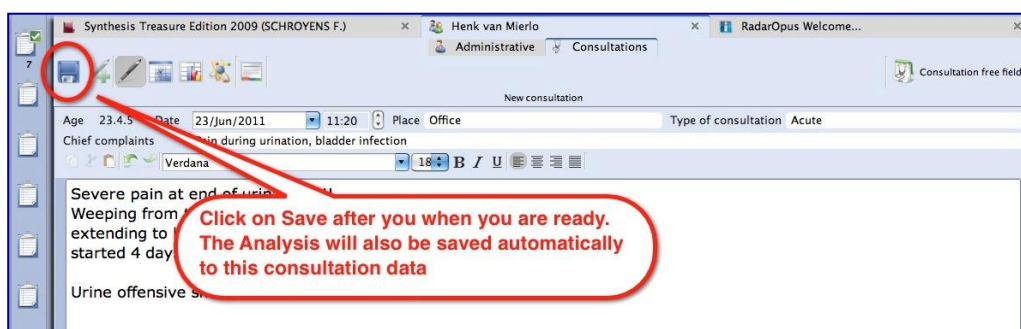 Synthesis Treasure Edition 2009 (SCHROYENS F.) Henk van Mierlo RadarOpus Welcome...
Administrative Consultations
7
Consultation free field
New consultation
Age 23.4.5 Date 23/Jun/2011 11:20 Place Office Type of consultation Acute
Chief complaints during urination, bladder infection
Verdana 18 B I U
Severe pain at end of
Weeping from
extending to
started 4 day
Urine offensive
Click on Save after you when you are ready.
The Analysis will also be saved automatically
to this consultation data